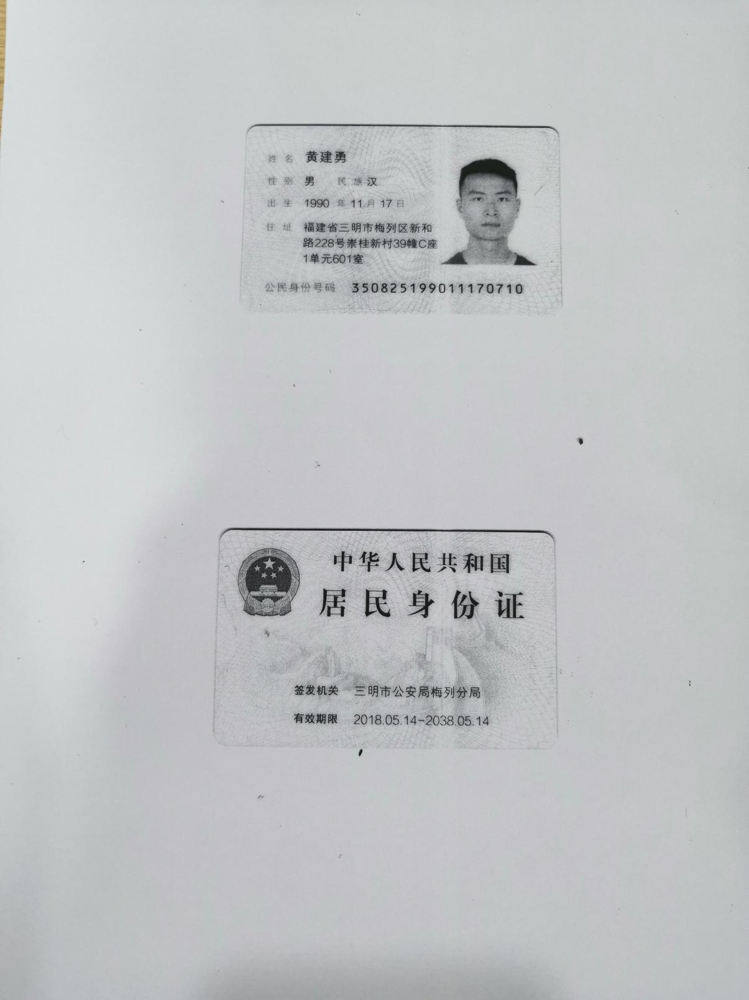 姓名 黄建勇
性别 男 民族 汉
出生 1990 年 11 月 17 日
住址 福建省三明市梅列区新和
路228号崇桂新村39幢C座
1单元601室
公民身份号码 350825199011170710
中华人民共和国
居民身份证
签发机关 三明市公安局梅列分局
有效期限 2018.05.14-2038.05.14